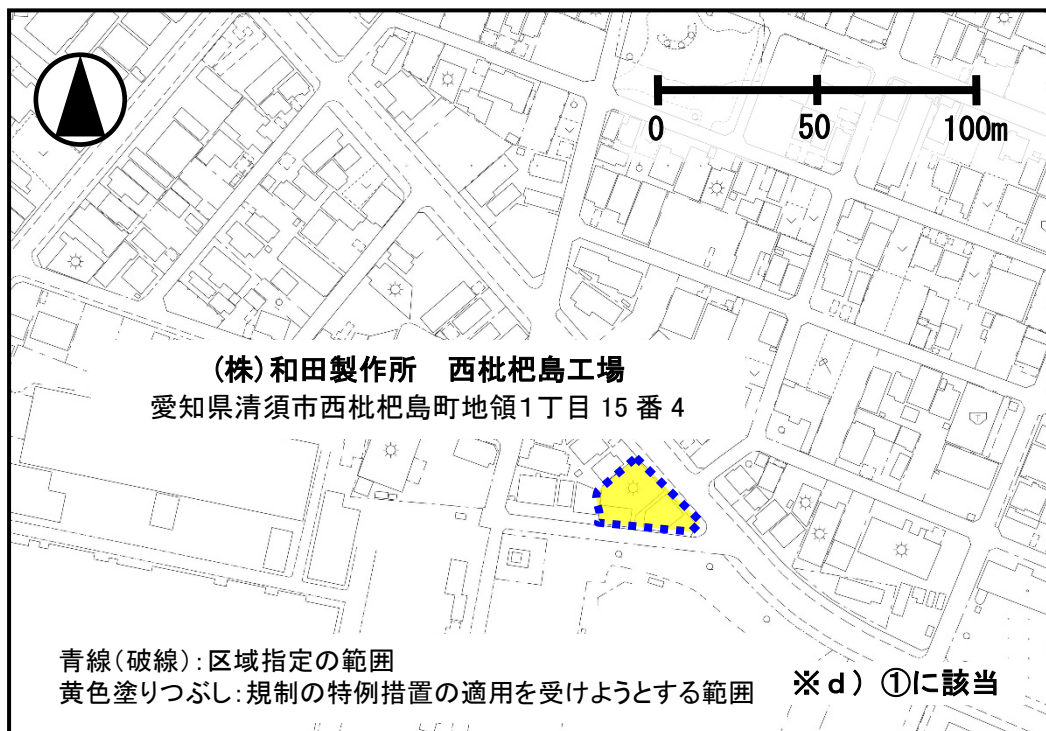 0 50 100m
(株)和田製作所 西枇杷島工場
愛知県清須市西枇杷島町地領1丁目 15 番 4
青線(破線):区域指定の範囲
黄色塗りつぶし:規制の特例措置の適用を受けようとする範囲
※d) ①に該当